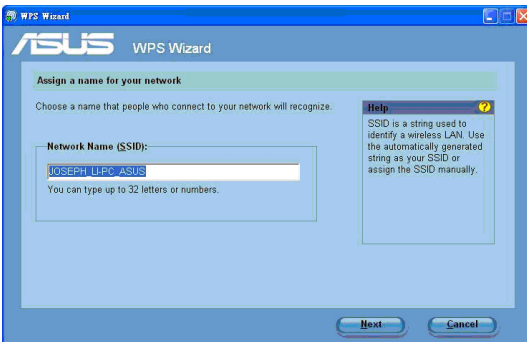 WPS Wizard
ASUS WPS Wizard
Assign a name for your network
Choose a name that people who connect to your network will recognize.
Network Name (SSID):
JOSEPH_LI-PC_ASUS
You can type up to 32 letters or numbers.
Help
SSID is a string used to
identify a wireless LAN. Use
the automatically generated
string as your SSID or
assign the SSID manually.
Next Cancel